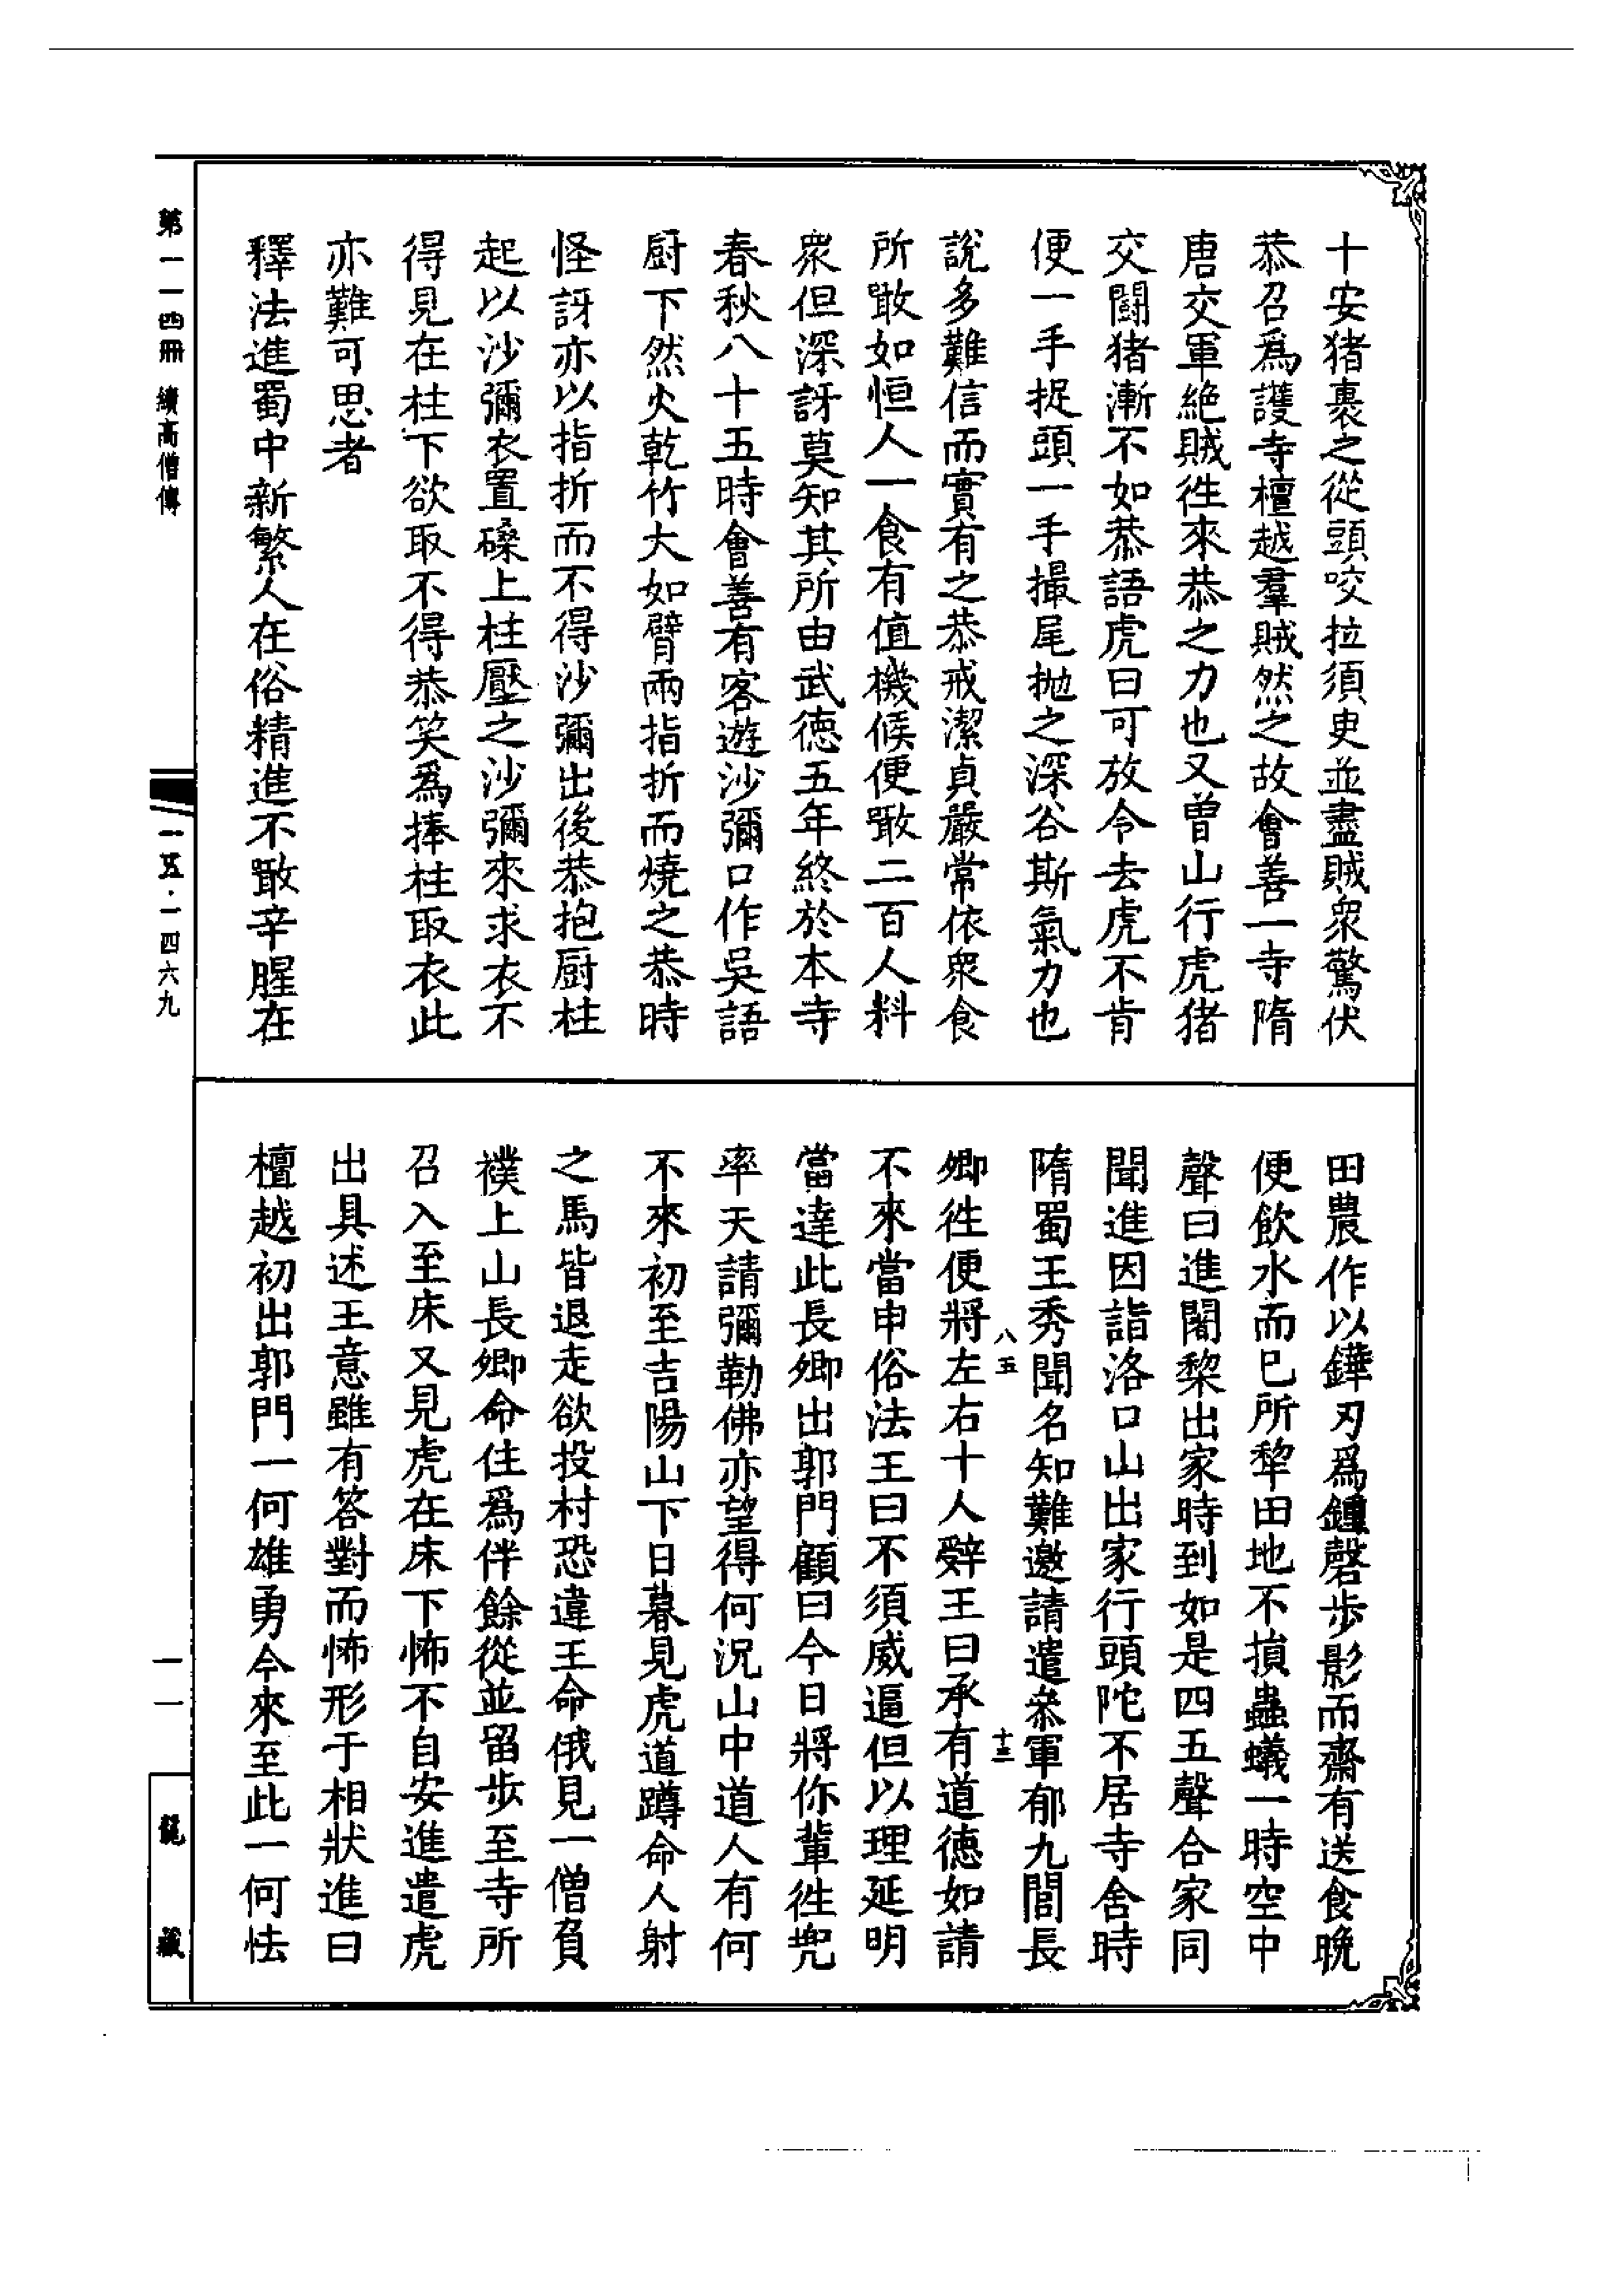 十安猪裹之從頭咬拉須史並盡賊衆驚伏
恭召爲護寺檀越羣賊然之故會善一寺隋
唐交軍絶賊徃來恭之力也又曾山行虎猪
交鬪猪漸不如恭語虎曰可放令去虎不肯
便一手捉頭一手撮尾抛之深谷斯氣力也
說多難信而實有之恭戒潔貞嚴常依衆食
所噉如恒人一食有值機候便噉二百人料
衆但深訝莫知其所由武德五年終於本寺
春秋八十五時會善有客遊沙彌口作吳語
厨下然火乾竹大如臂兩指折而燒之恭時
怪訝亦以指折而不得沙彌出後恭抱厨柱
起以沙彌衣置磉上柱壓之沙彌來求衣不
得見在柱下欲取不得恭笑爲捧柱取衣此
亦難可思者
釋法進蜀中新繁人在俗精進不噉辛腥在
田農作以鏵刃爲鍾磬步影而齋有送食晚
便飲水而已所犂田地不損蟲蟻一時空中
聲曰進闍黎出家時到如是四五聲合家同
聞進因詣洛口山出家行頭陀不居寺舍時
隋蜀王秀聞名知難邀請遣叅軍郁九閭長
八五
十三
卿徃便將左右十人辤王曰承有道德如請
不來當申俗法王曰不須威逼但以理延明
當達此長卿出郭門顧曰今日將你輩徃兜
率天請彌勒佛亦望得何況山中道人有何
不來初至吉陽山下日暮見虎道蹲命人射
之馬皆退走欲投村恐違王命俄見一僧負
襆上山長卿命住爲伴餘從並留步至寺所
召入至床又見虎在床下怖不自安進遣虎
出具述王意雖有答對而怖形于相狀進曰
檀越初出郭門一何雄勇今來至此一何怯
第一一四冊 續高僧傳
一一五·一四六九
一一
龍藏